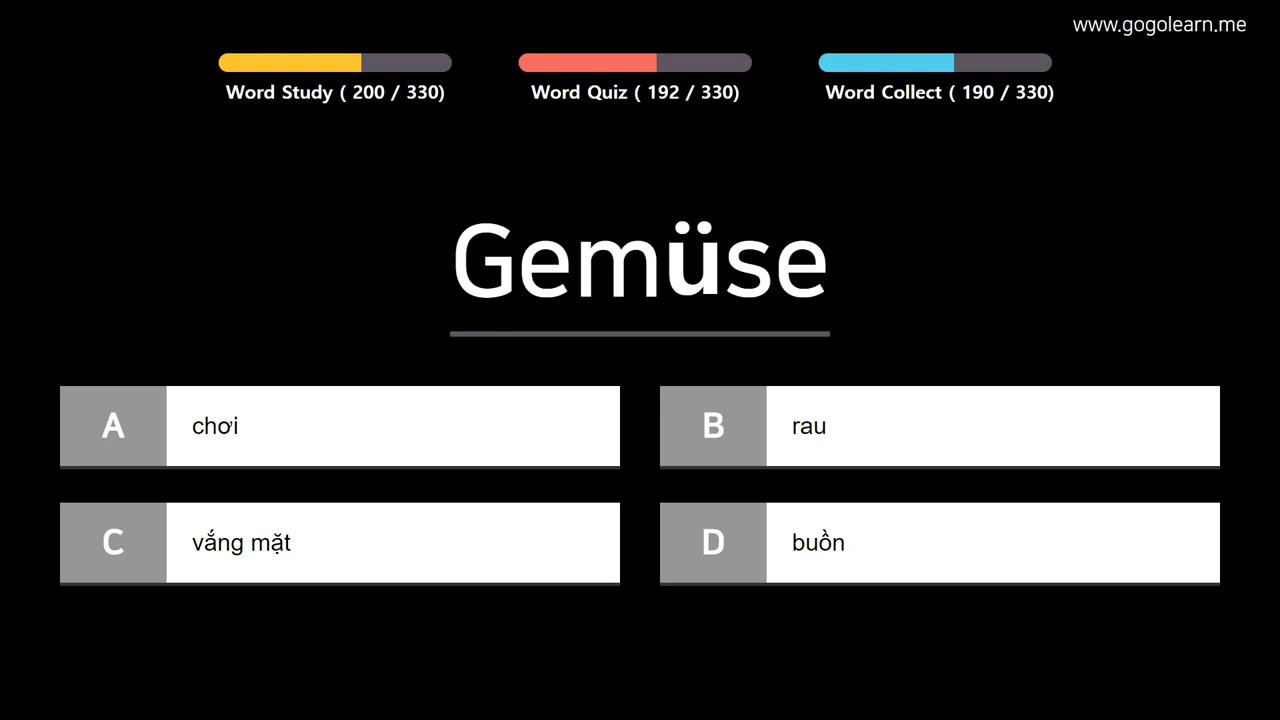 www.gogolearn.me
Word Study ( 200 / 330)
Word Quiz ( 192 / 330)
Word Collect ( 190 / 330)
Gemüse
A
chơi
B
rau
C
vắng mặt
D
buồn